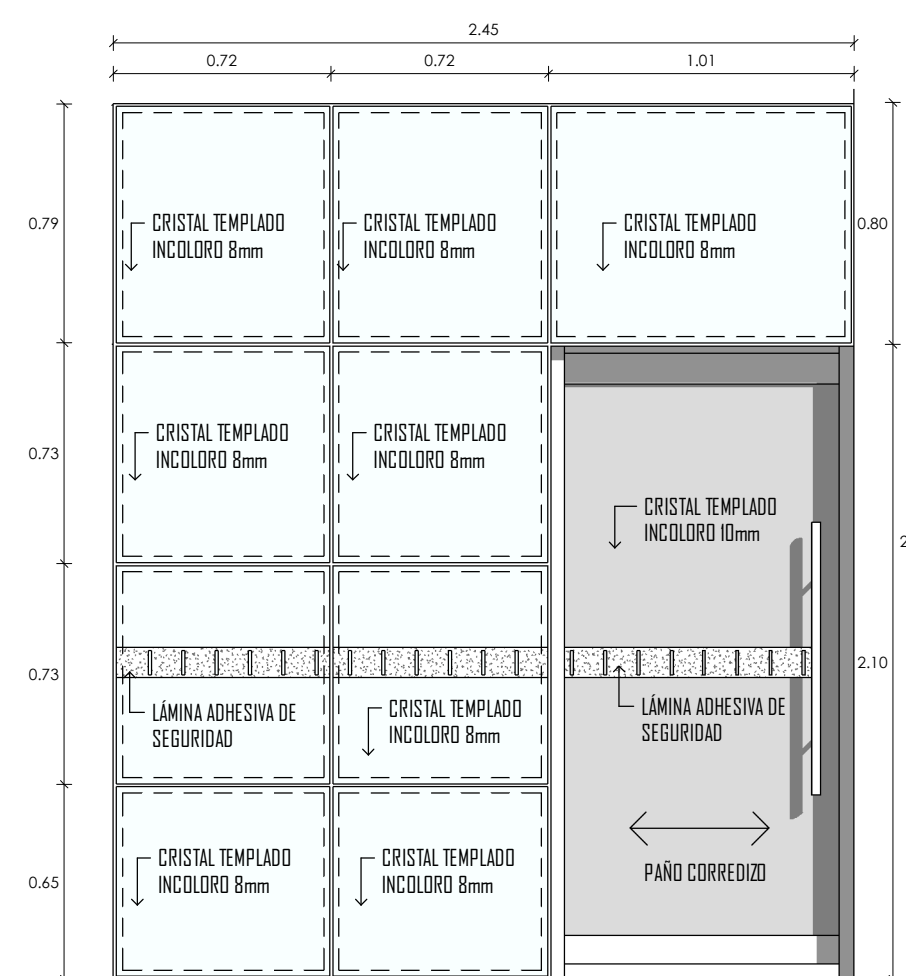 2.45
0.72
0.72
1.01
0.79
CRISTAL TEMPLADO
INCOLORO 8mm
CRISTAL TEMPLADO
INCOLORO 8mm
CRISTAL TEMPLADO
INCOLORO 8mm
0.80
0.73
CRISTAL TEMPLADO
INCOLORO 8mm
CRISTAL TEMPLADO
INCOLORO 8mm
CRISTAL TEMPLADO
INCOLORO 10mm
2
0.73
LÁMINA ADHESIVA DE
SEGURIDAD
CRISTAL TEMPLADO
INCOLORO 8mm
LÁMINA ADHESIVA DE
SEGURIDAD
2.10
0.65
CRISTAL TEMPLADO
INCOLORO 8mm
CRISTAL TEMPLADO
INCOLORO 8mm
PAÑO CORREDIZO